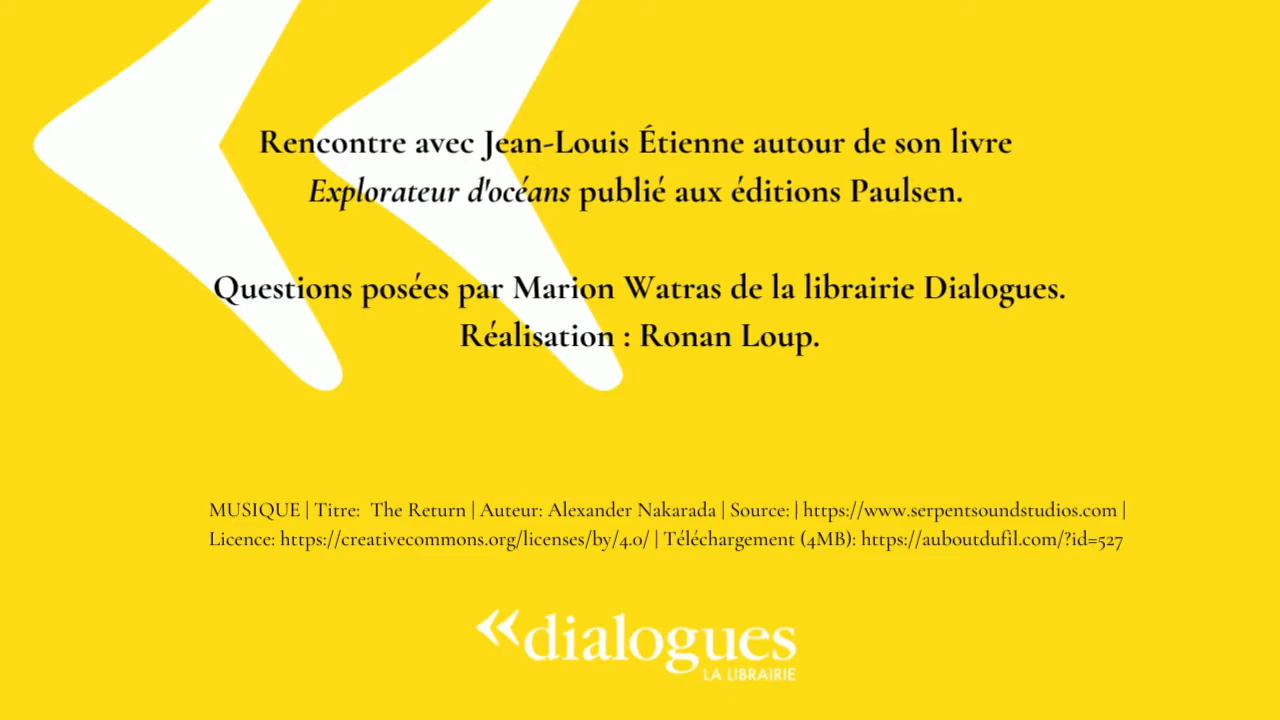 Rencontre avec Jean-Louis Étienne autour de son livre
Explorateur d'océans publié aux éditions Paulsen.
Questions posées par Marion Watras de la librairie Dialogues.
Réalisation : Ronan Loup.
MUSIQUE | Titre:  The Return | Auteur: Alexander Nakarada | Source: | https://www.serpentsoundstudios.com |
Licence: https://creativecommons.org/licenses/by/4.0/ | Téléchargement (4MB): https://auboutdufil.com/?id=527
dialogues
LA LIBRAIRIE